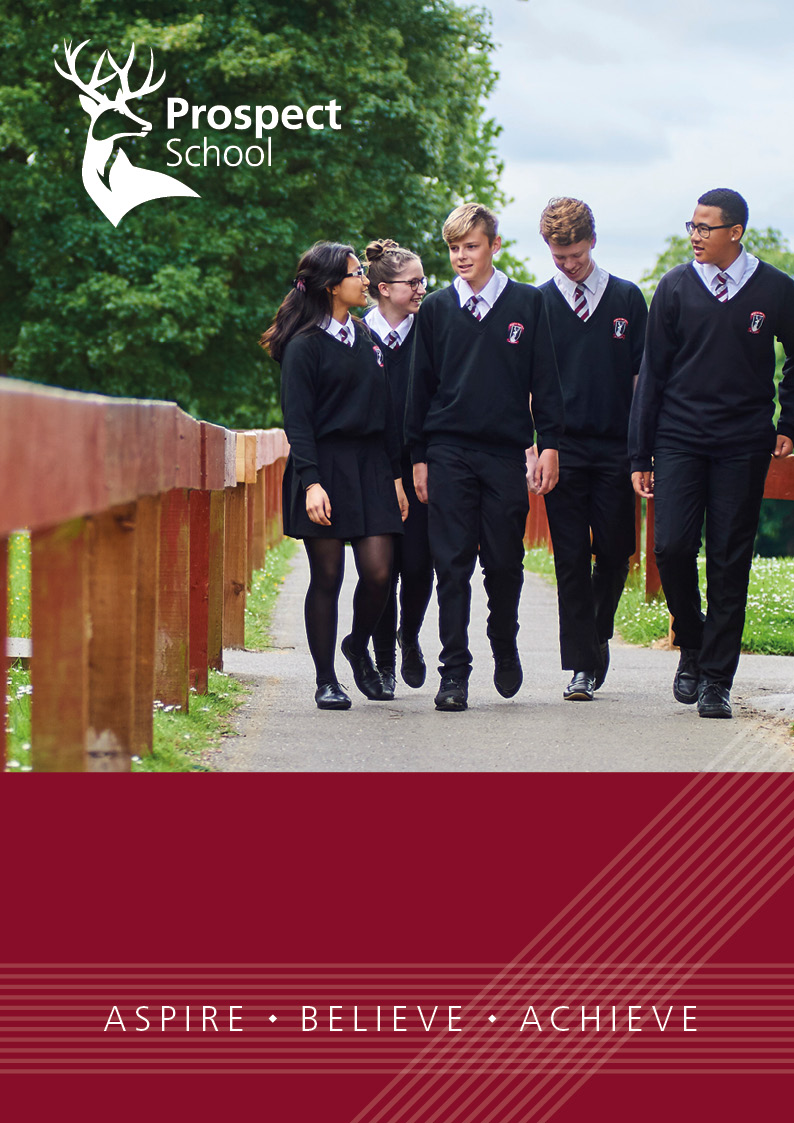 Prospect
School
ASPIRE • BELIEVE • ACHIEVE